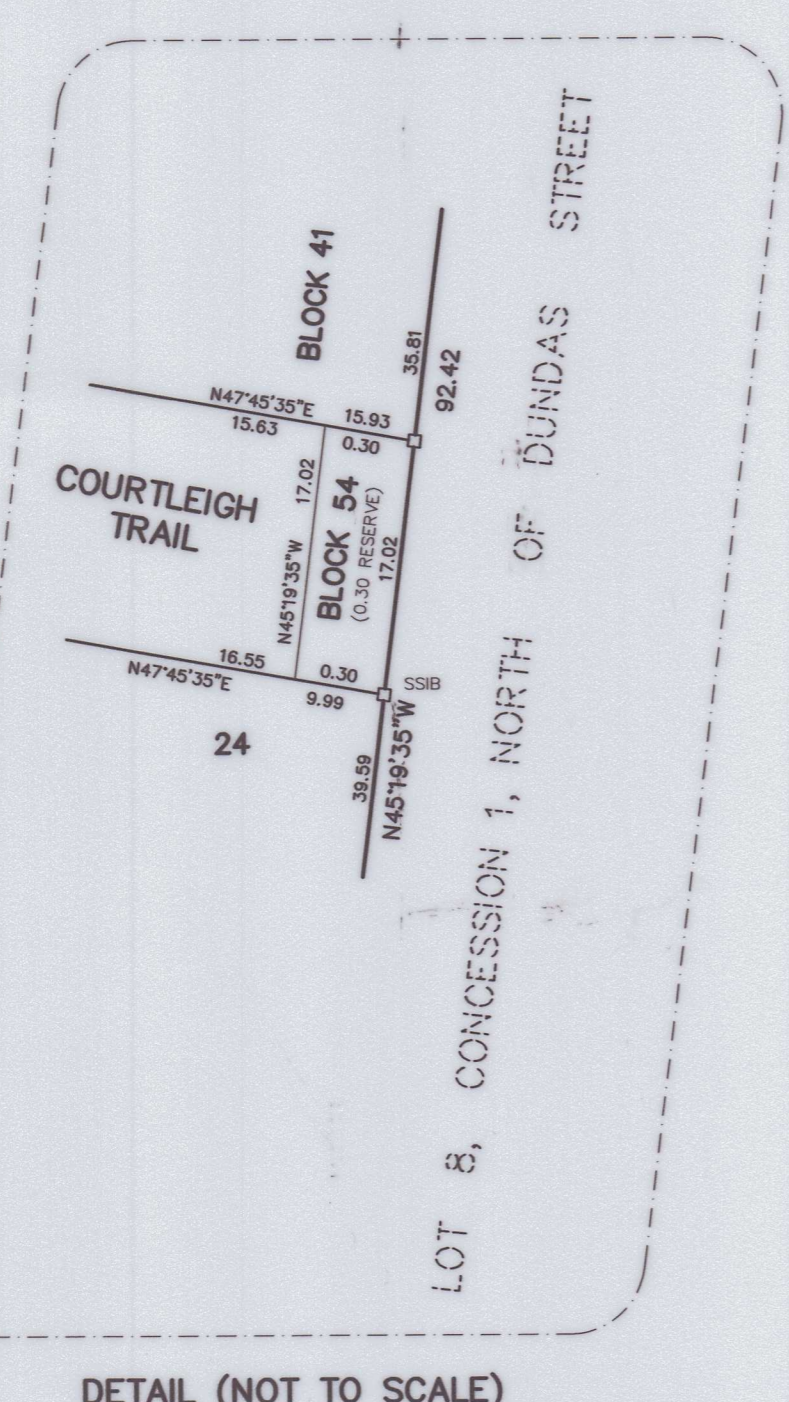 BLOCK 41
35.81
92.42
N47°45'35"E
15.63
15.93
0.30
COURTLEIGH
TRAIL
17.02
N45°19'35"W
BLOCK 54
(0.30 RESERVE)
17.02
16.55
N47°45'35"E
0.30
9.99
SSIB
24
39.59
N45°19'35"W
LOT 8, CONCESSION 1, NORTH OF DUNDAS STREET
DETAIL (NOT TO SCALE)